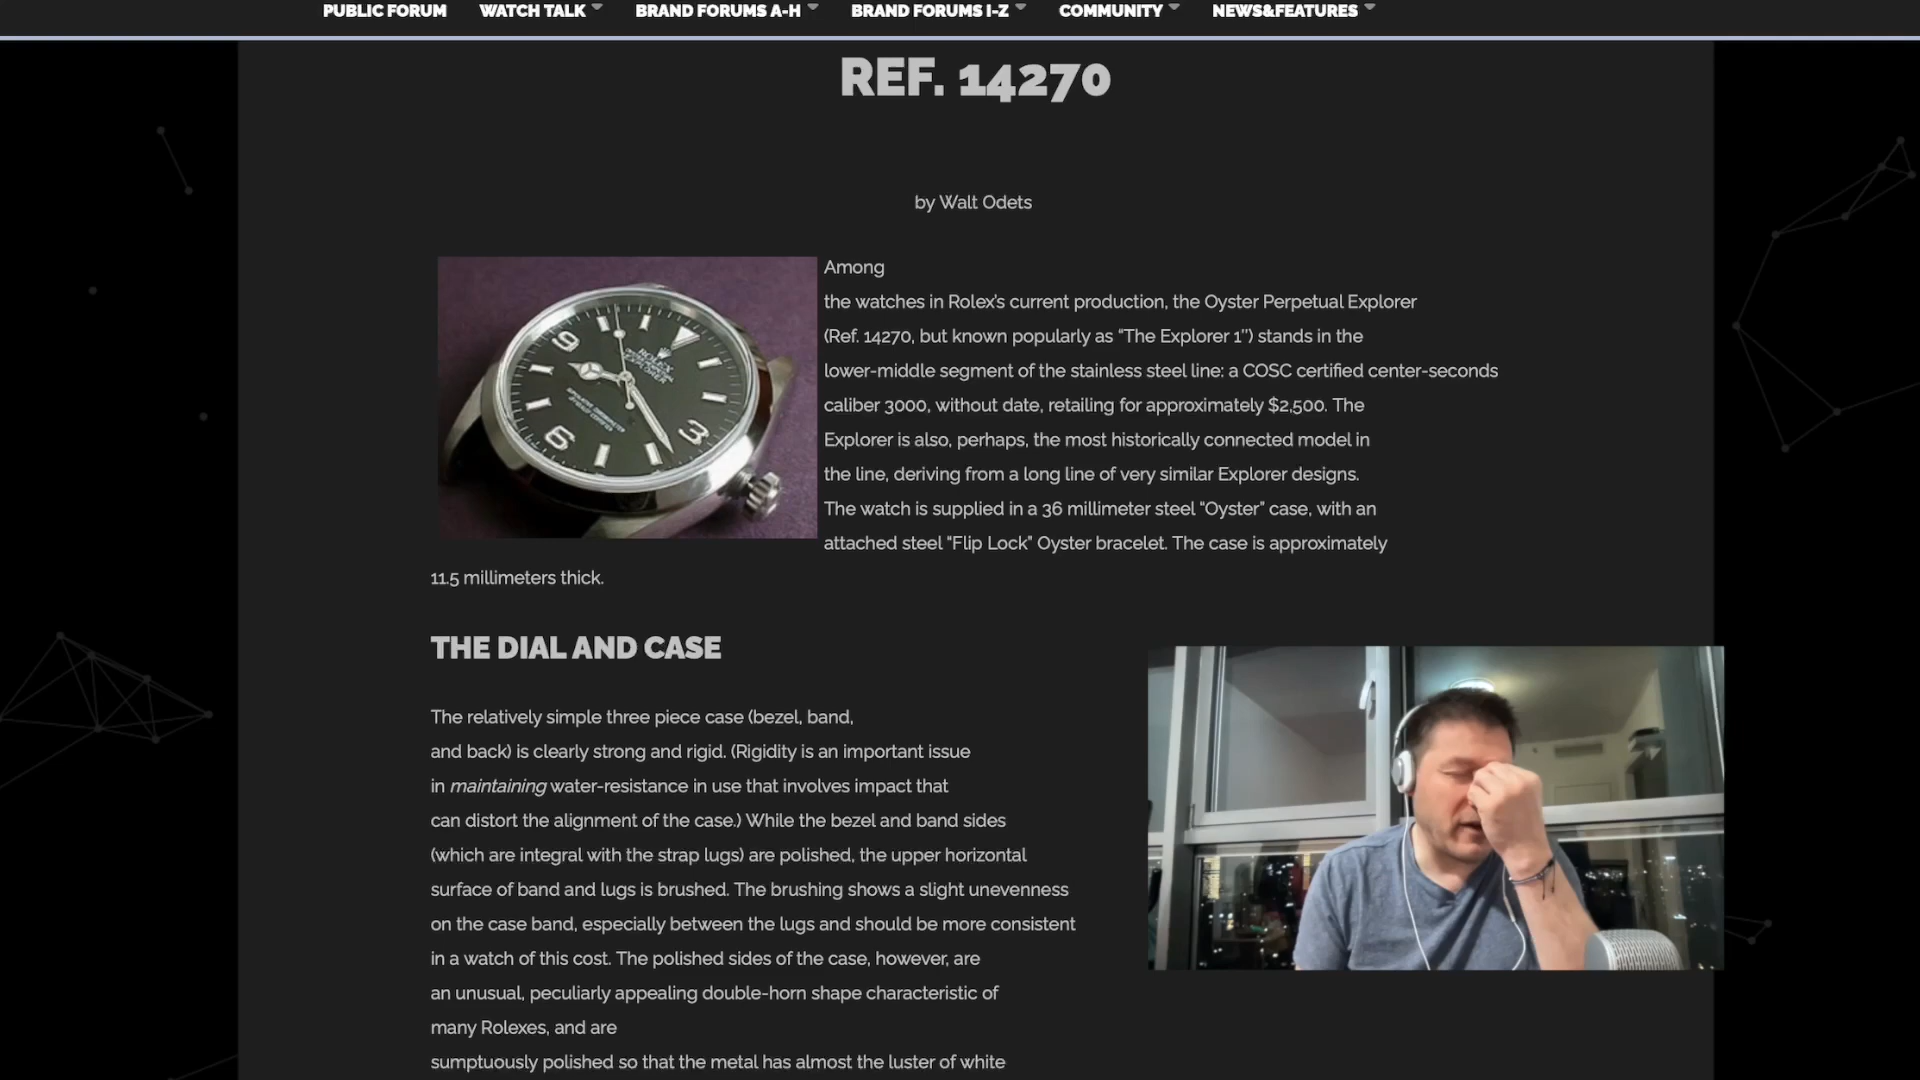 PUBLIC FORUM WATCH TALK BRAND FORUMS A-H BRAND FORUMS I-Z COMMUNITY NEWS&FEATURES
REF. 14270
by Walt Odets
Among
the watches in Rolex’s current production, the Oyster Perpetual Explorer
(Ref. 14270, but known popularly as “The Explorer 1”) stands in the
lower-middle segment of the stainless steel line: a COSC certified center-seconds
caliber 3000, without date, retailing for approximately $2,500. The
Explorer is also, perhaps, the most historically connected model in
the line, deriving from a long line of very similar Explorer designs.
The watch is supplied in a 36 millimeter steel “Oyster” case, with an
attached steel “Flip Lock” Oyster bracelet. The case is approximately
11.5 millimeters thick.
9
3
6
ROLEX
EXPLORER
THE DIAL AND CASE
The relatively simple three piece case (bezel, band,
and back) is clearly strong and rigid. (Rigidity is an important issue
in maintaining water-resistance in use that involves impact that
can distort the alignment of the case.) While the bezel and band sides
(which are integral with the strap lugs) are polished, the upper horizontal
surface of band and lugs is brushed. The brushing shows a slight unevenness
on the case band, especially between the lugs and should be more consistent
in a watch of this cost. The polished sides of the case, however, are
an unusual, peculiarly appealing double-horn shape characteristic of
many Rolexes, and are
sumptuously polished so that the metal has almost the luster of white